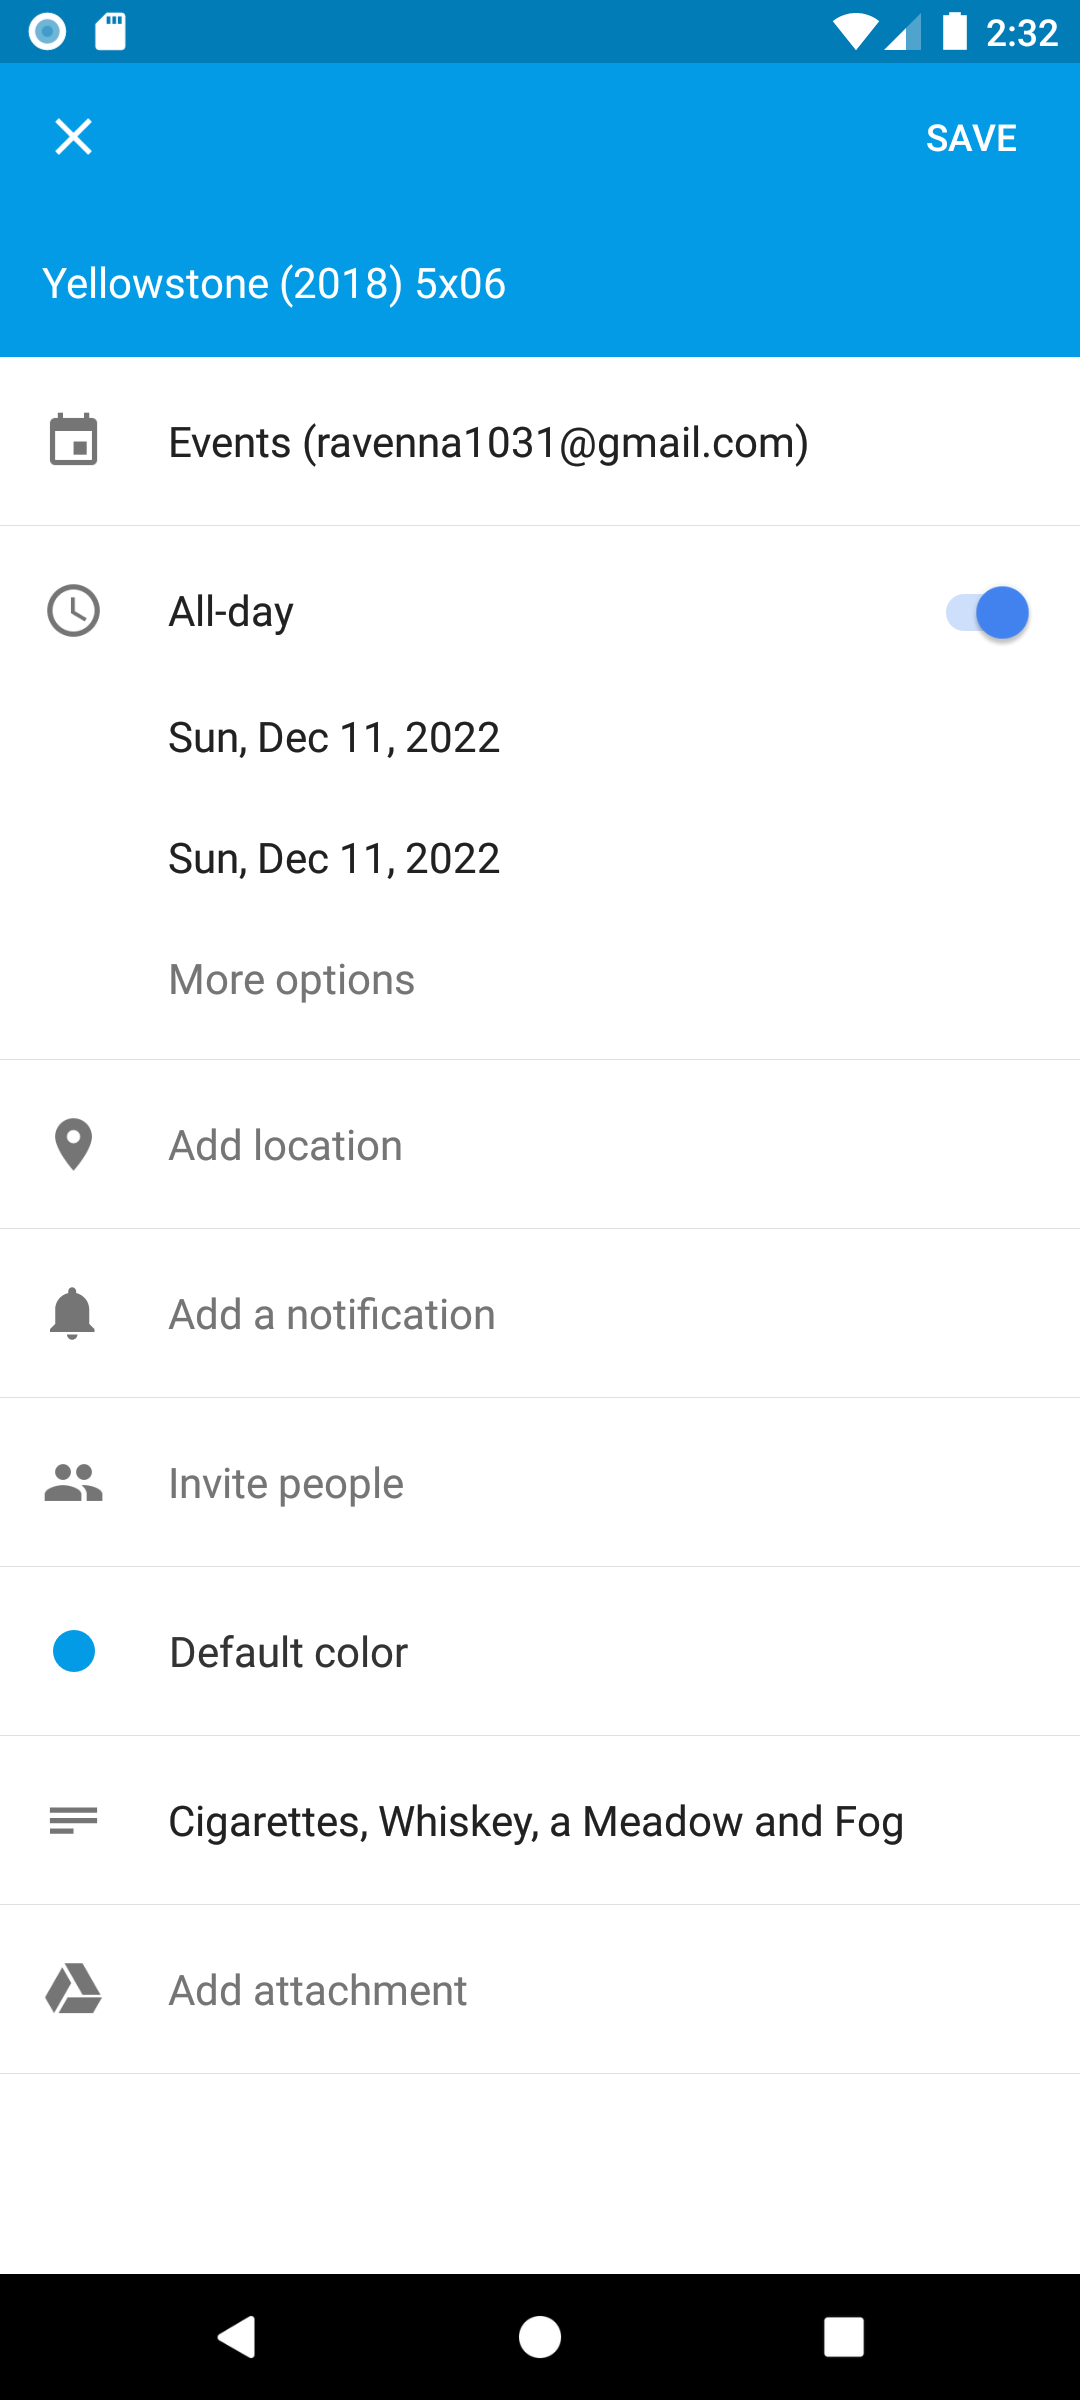 2:32
SAVE
Yellowstone (2018) 5x06
Events (ravenna1031@gmail.com)
All-day
Sun, Dec 11, 2022
Sun, Dec 11, 2022
More options
Add location
Add a notification
Invite people
Default color
Cigarettes, Whiskey, a Meadow and Fog
Add attachment